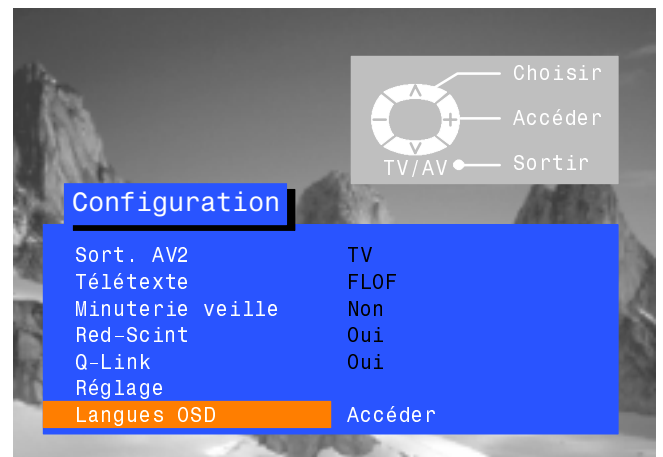 Choisir
Accéder
TV/AV Sortir
Configuration
Sort. AV2 TV
Télétexte FLOF
Minuterie veille Non
Red-Scint Oui
Q-Link Oui
Réglage
Langues OSD Accéder